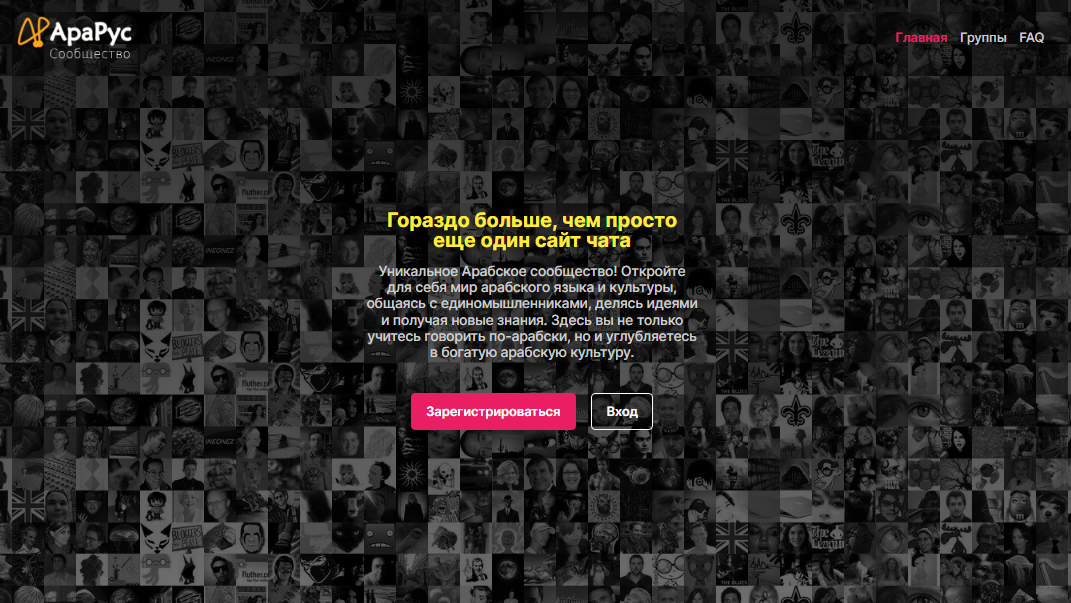 АраРус
Сообщество
Главная Группы FAQ
Гораздо больше, чем просто
еще один сайт чата
Уникальное Арабское сообщество! Откройте
для себя мир арабского языка и культуры,
общаясь с единомышленниками, делясь идеями
и получая новые знания. Здесь вы не только
учитесь говорить по-арабски, но и углубляетесь
в богатую арабскую культуру.
Зарегистрироваться Вход